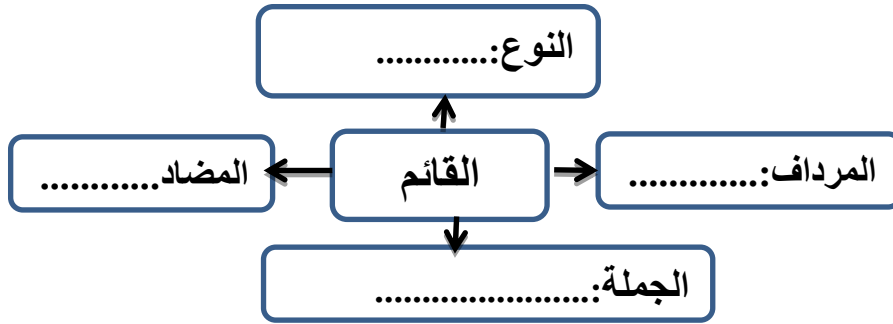 النوع:............
المرداف:.............
القائم
المضاد............
الجملة:......................